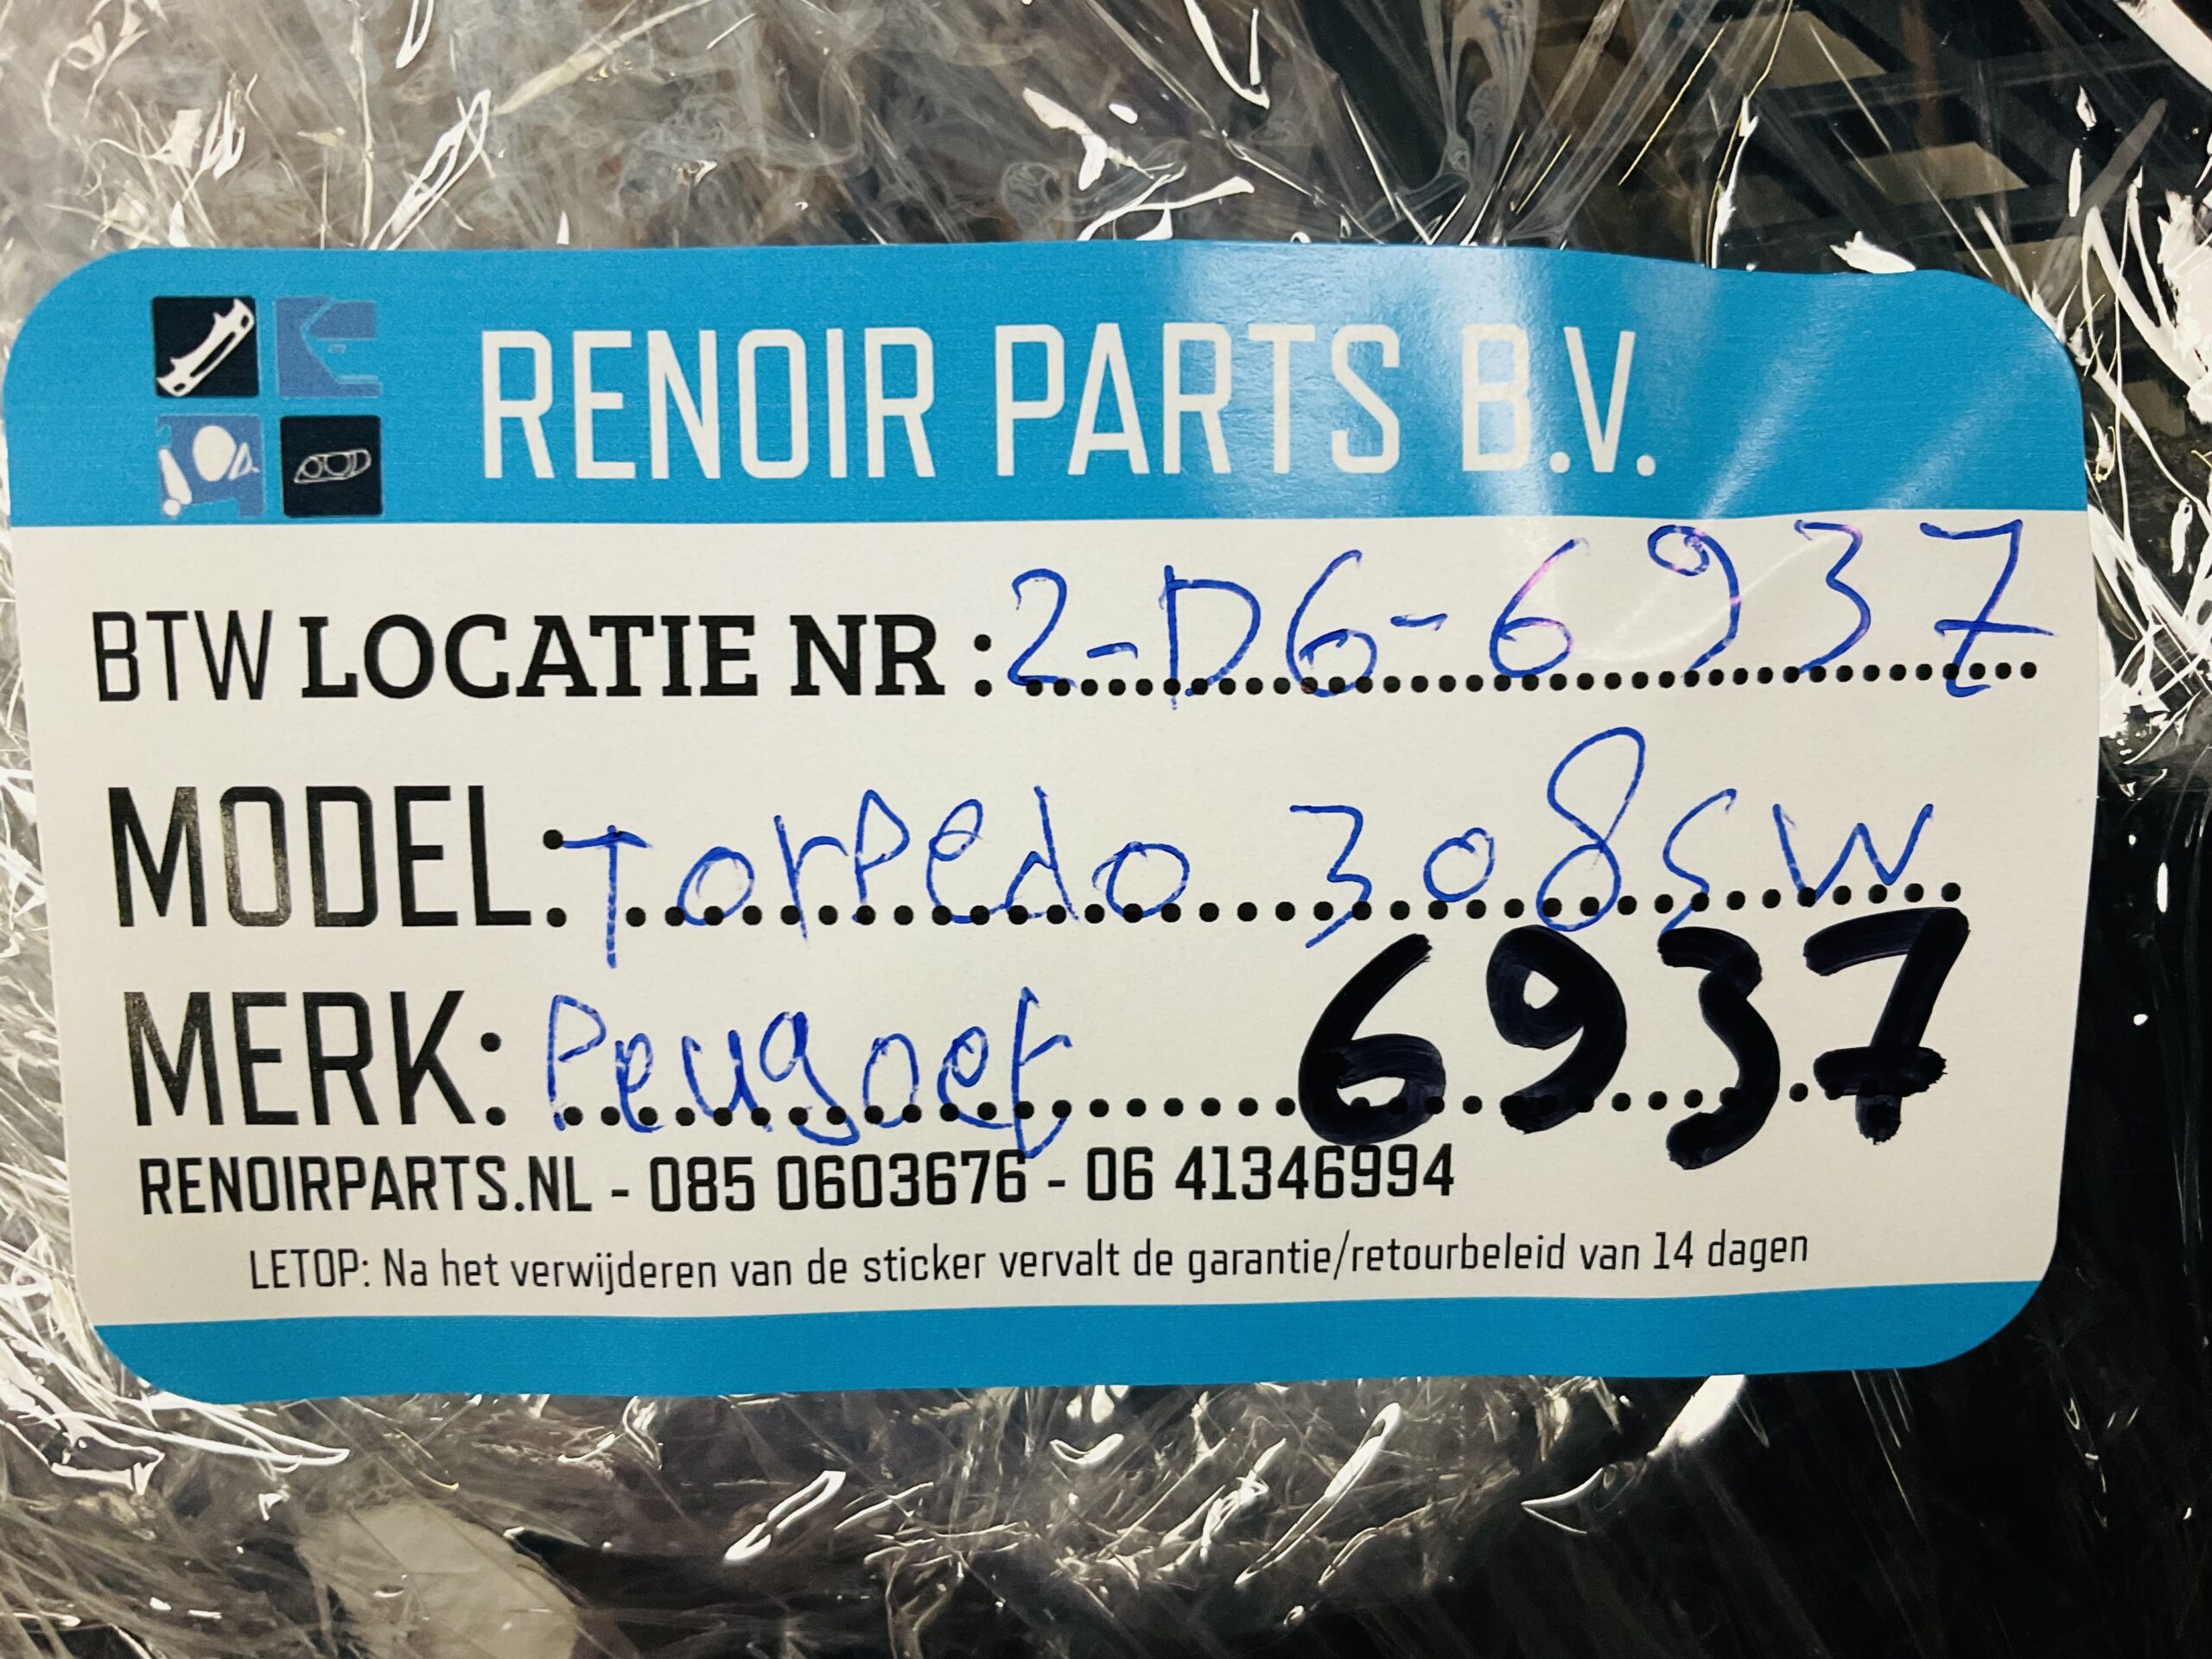 RENOIR PARTS B.V.
BTW LOCATIE NR : 2-D6-6937
MODEL: Torpedo 308SW
MERK: Peugoet 6937
RENOIRPARTS.NL - 085 0603676 - 06 41346994
LETOP: Na het verwijderen van de sticker vervalt de garantie/retourbeleid van 14 dagen